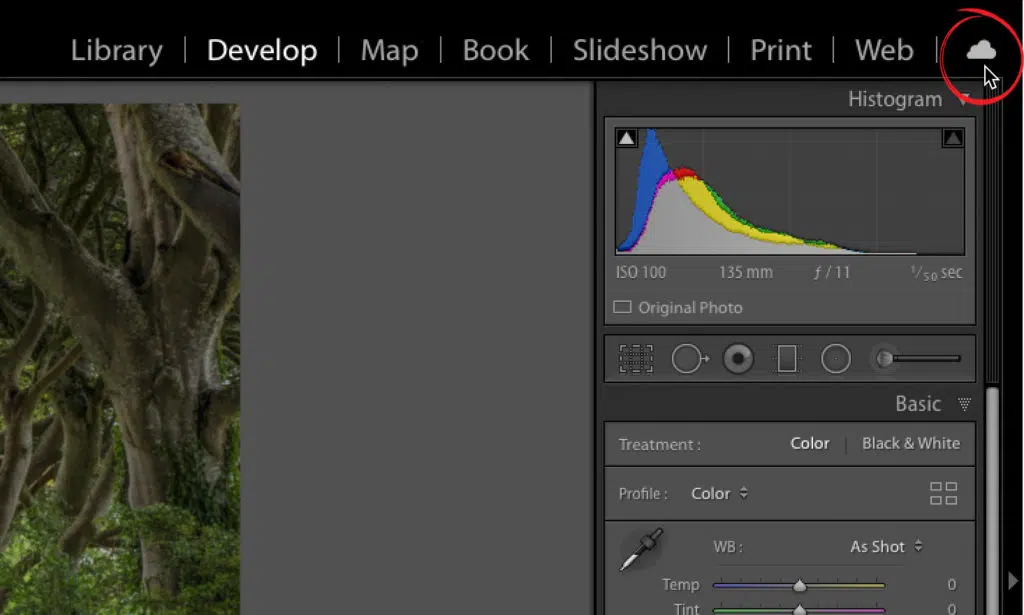 Library | Develop | Map | Book | Slideshow | Print | Web |
Histogram
ISO 100 135 mm ƒ / 11 1/50 sec
Original Photo
Basic
Treatment : Color | Black & White
Profile : Color
WB : As Shot
Temp 0
Tint 0